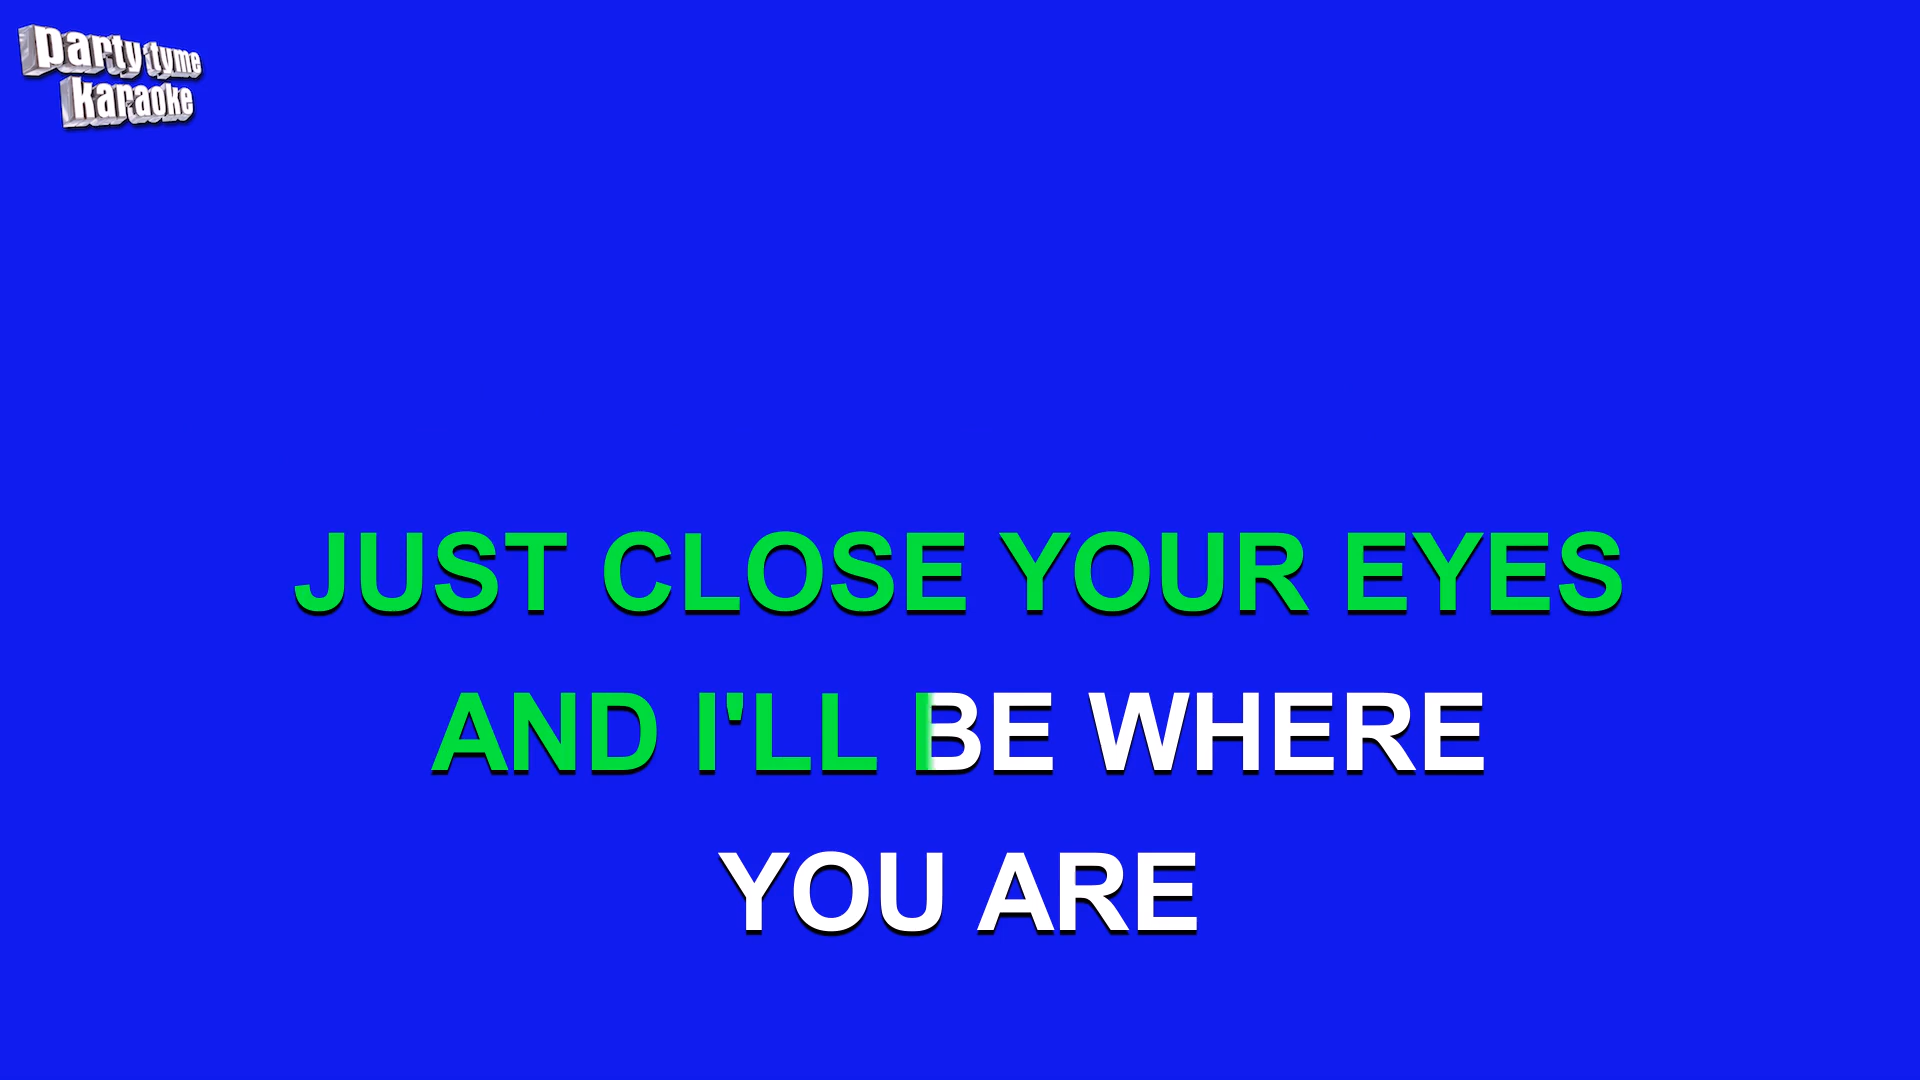 party tyme
karaoke
JUST CLOSE YOUR EYES
AND I'LL BE WHERE
YOU ARE